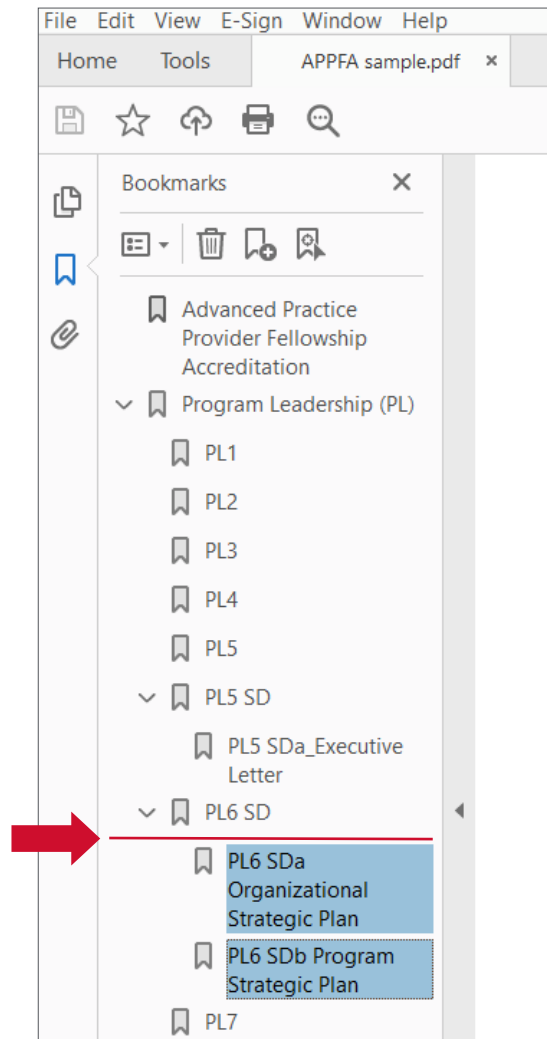 File Edit View E-Sign Window Help
Home Tools APPFA sample.pdf ×
Bookmarks
Advanced Practice
Provider Fellowship
Accreditation
Program Leadership (PL)
PL1
PL2
PL3
PL4
PL5
PL5 SD
PL5 SDa_Executive
Letter
PL6 SD
PL6 SDa
Organizational
Strategic Plan
PL6 SDb Program
Strategic Plan
PL7